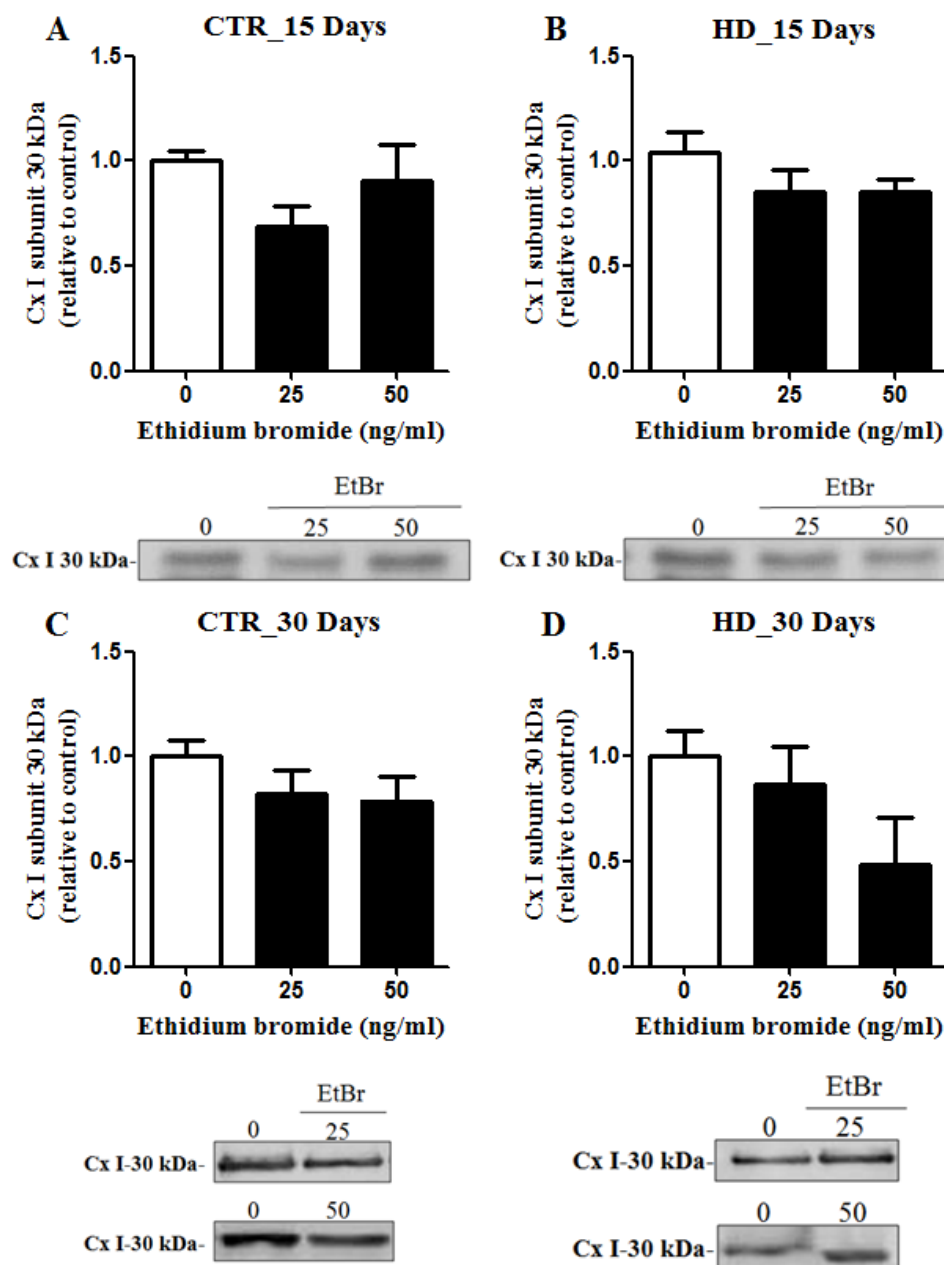 A
CTR_15 Days
Cx I subunit 30 kDa
(relative to control)
1.5
1.0
0.5
0.0
0 25 50
Ethidium bromide (ng/ml)
EtBr
0 25 50
Cx I 30 kDa-
B
HD_15 Days
Cx I subunit 30 kDa
(relative to control)
1.5
1.0
0.5
0.0
0 25 50
Ethidium bromide (ng/ml)
EtBr
0 25 50
Cx I 30 kDa-
C
CTR_30 Days
Cx I subunit 30 kDa
(relative to control)
1.5
1.0
0.5
0.0
0 25 50
Ethidium bromide (ng/ml)
EtBr
0 25
Cx I-30 kDa-
0 50
Cx I-30 kDa-
D
HD_30 Days
Cx I subunit 30 kDa
(relative to control)
1.5
1.0
0.5
0.0
0 25 50
Ethidium bromide (ng/ml)
EtBr
0 25
Cx I-30 kDa-
0 50
Cx I-30 kDa-